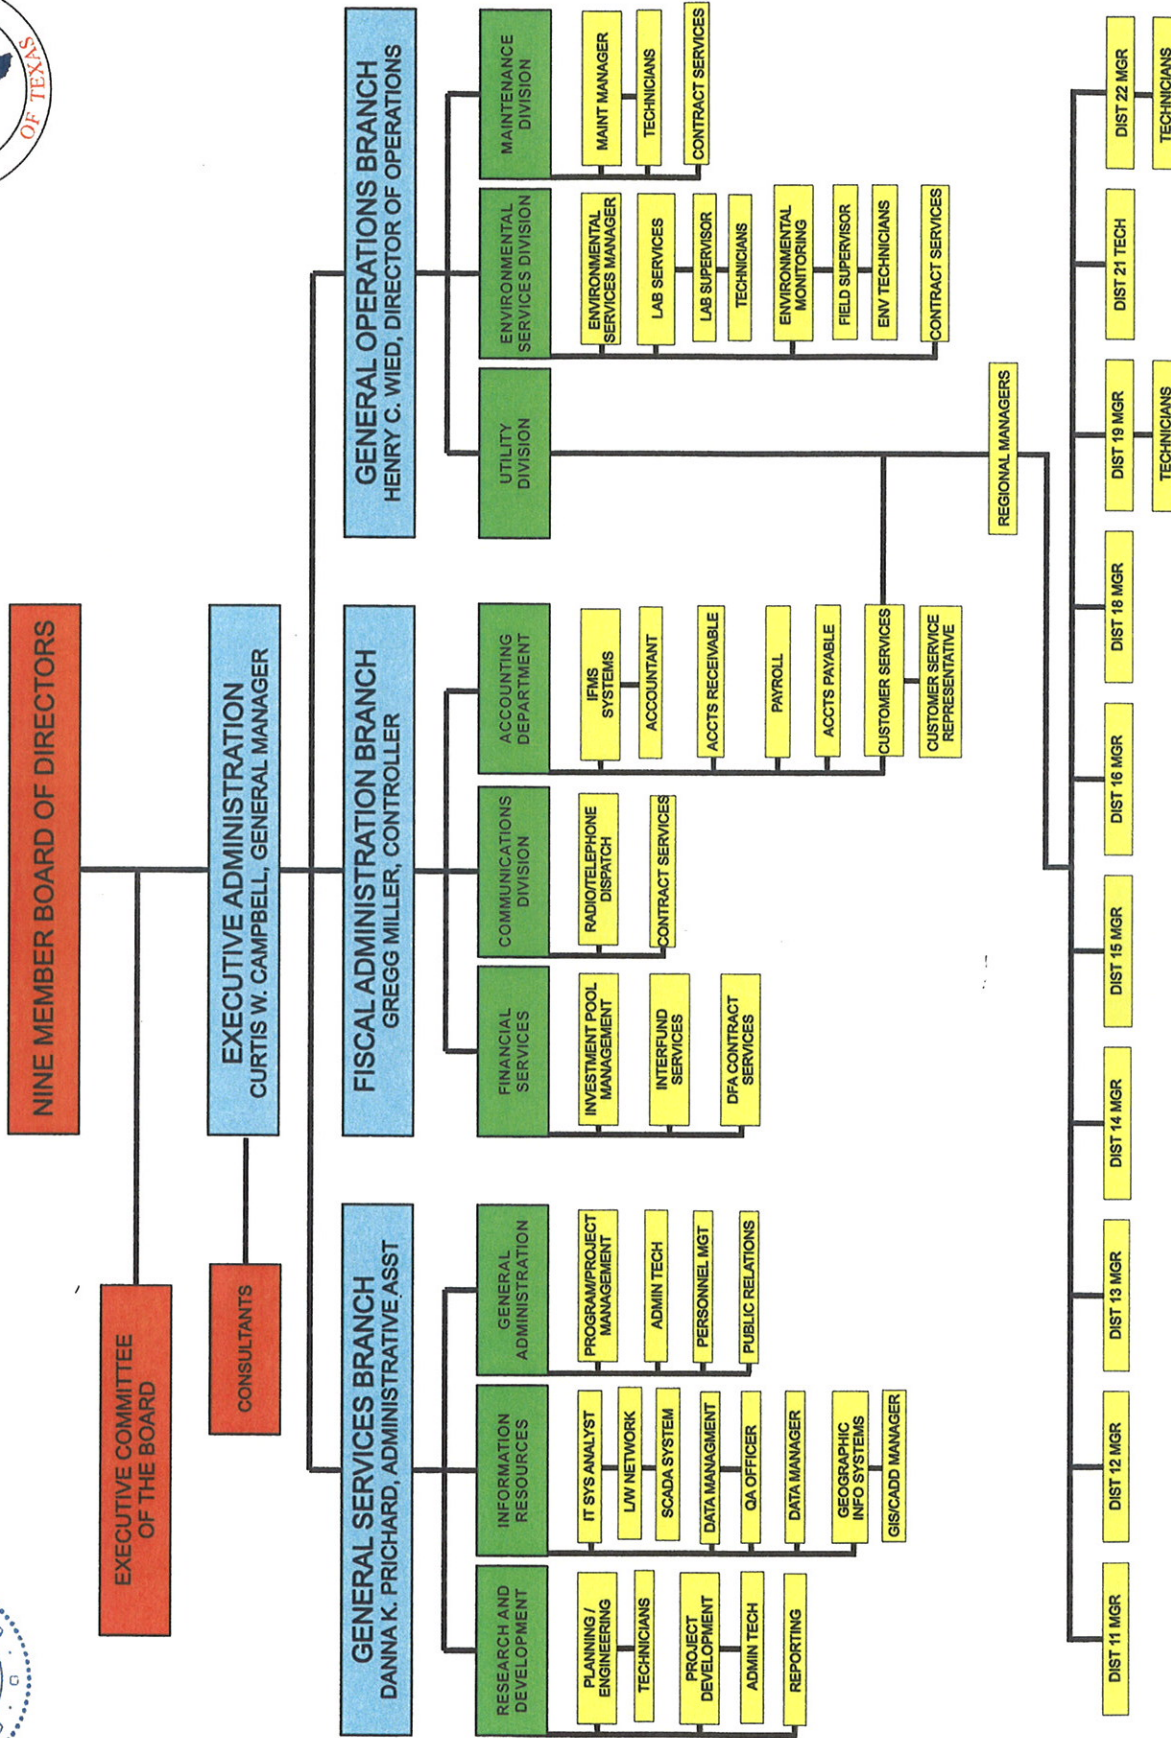 OF TEXAS
NINE MEMBER BOARD OF DIRECTORS
EXECUTIVE COMMITTEE
OF THE BOARD
EXECUTIVE ADMINISTRATION
CURTIS W. CAMPBELL, GENERAL MANAGER
CONSULTANTS
GENERAL SERVICES BRANCH
DANNA K. PRICHARD, ADMINISTRATIVE ASST
FISCAL ADMINISTRATION BRANCH
GREGG MILLER, CONTROLLER
GENERAL OPERATIONS BRANCH
HENRY C. WIED, DIRECTOR OF OPERATIONS
RESEARCH AND
DEVELOPMENT
PLANNING /
ENGINEERING
TECHNICIANS
PROJECT
DEVELOPMENT
ADMIN TECH
REPORTING
INFORMATION
RESOURCES
IT SYS ANALYST
L/W NETWORK
SCADA SYSTEM
DATA MANAGMENT
QA OFFICER
DATA MANAGER
GEOGRAPHIC
INFO SYSTEMS
GIS/CADD MANAGER
GENERAL
ADMINISTRATION
PROGRAM/PROJECT
MANAGEMENT
ADMIN TECH
PERSONNEL MGT
PUBLIC RELATIONS
FINANCIAL
SERVICES
INVESTMENT POOL
MANAGEMENT
INTERFUND
SERVICES
DFA CONTRACT
SERVICES
COMMUNICATIONS
DIVISION
RADIO/TELEPHONE
DISPATCH
CONTRACT SERVICES
ACCOUNTING
DEPARTMENT
IFMS
SYSTEMS
ACCOUNTANT
ACCTS RECEIVABLE
PAYROLL
ACCTS PAYABLE
CUSTOMER SERVICES
CUSTOMER SERVICE
REPRESENTATIVE
UTILITY
DIVISION
REGIONAL MANAGERS
ENVIRONMENTAL
SERVICES DIVISION
ENVIRONMENTAL
SERVICES MANAGER
LAB SERVICES
LAB SUPERVISOR
TECHNICIANS
ENVIRONMENTAL
MONITORING
FIELD SUPERVISOR
ENV TECHNICIANS
CONTRACT SERVICES
MAINTENANCE
DIVISION
MAINT MANAGER
TECHNICIANS
CONTRACT SERVICES
DIST 11 MGR
DIST 12 MGR
DIST 13 MGR
DIST 14 MGR
DIST 15 MGR
DIST 16 MGR
DIST 18 MGR
DIST 19 MGR
DIST 21 TECH
DIST 22 MGR
TECHNICIANS
TECHNICIANS